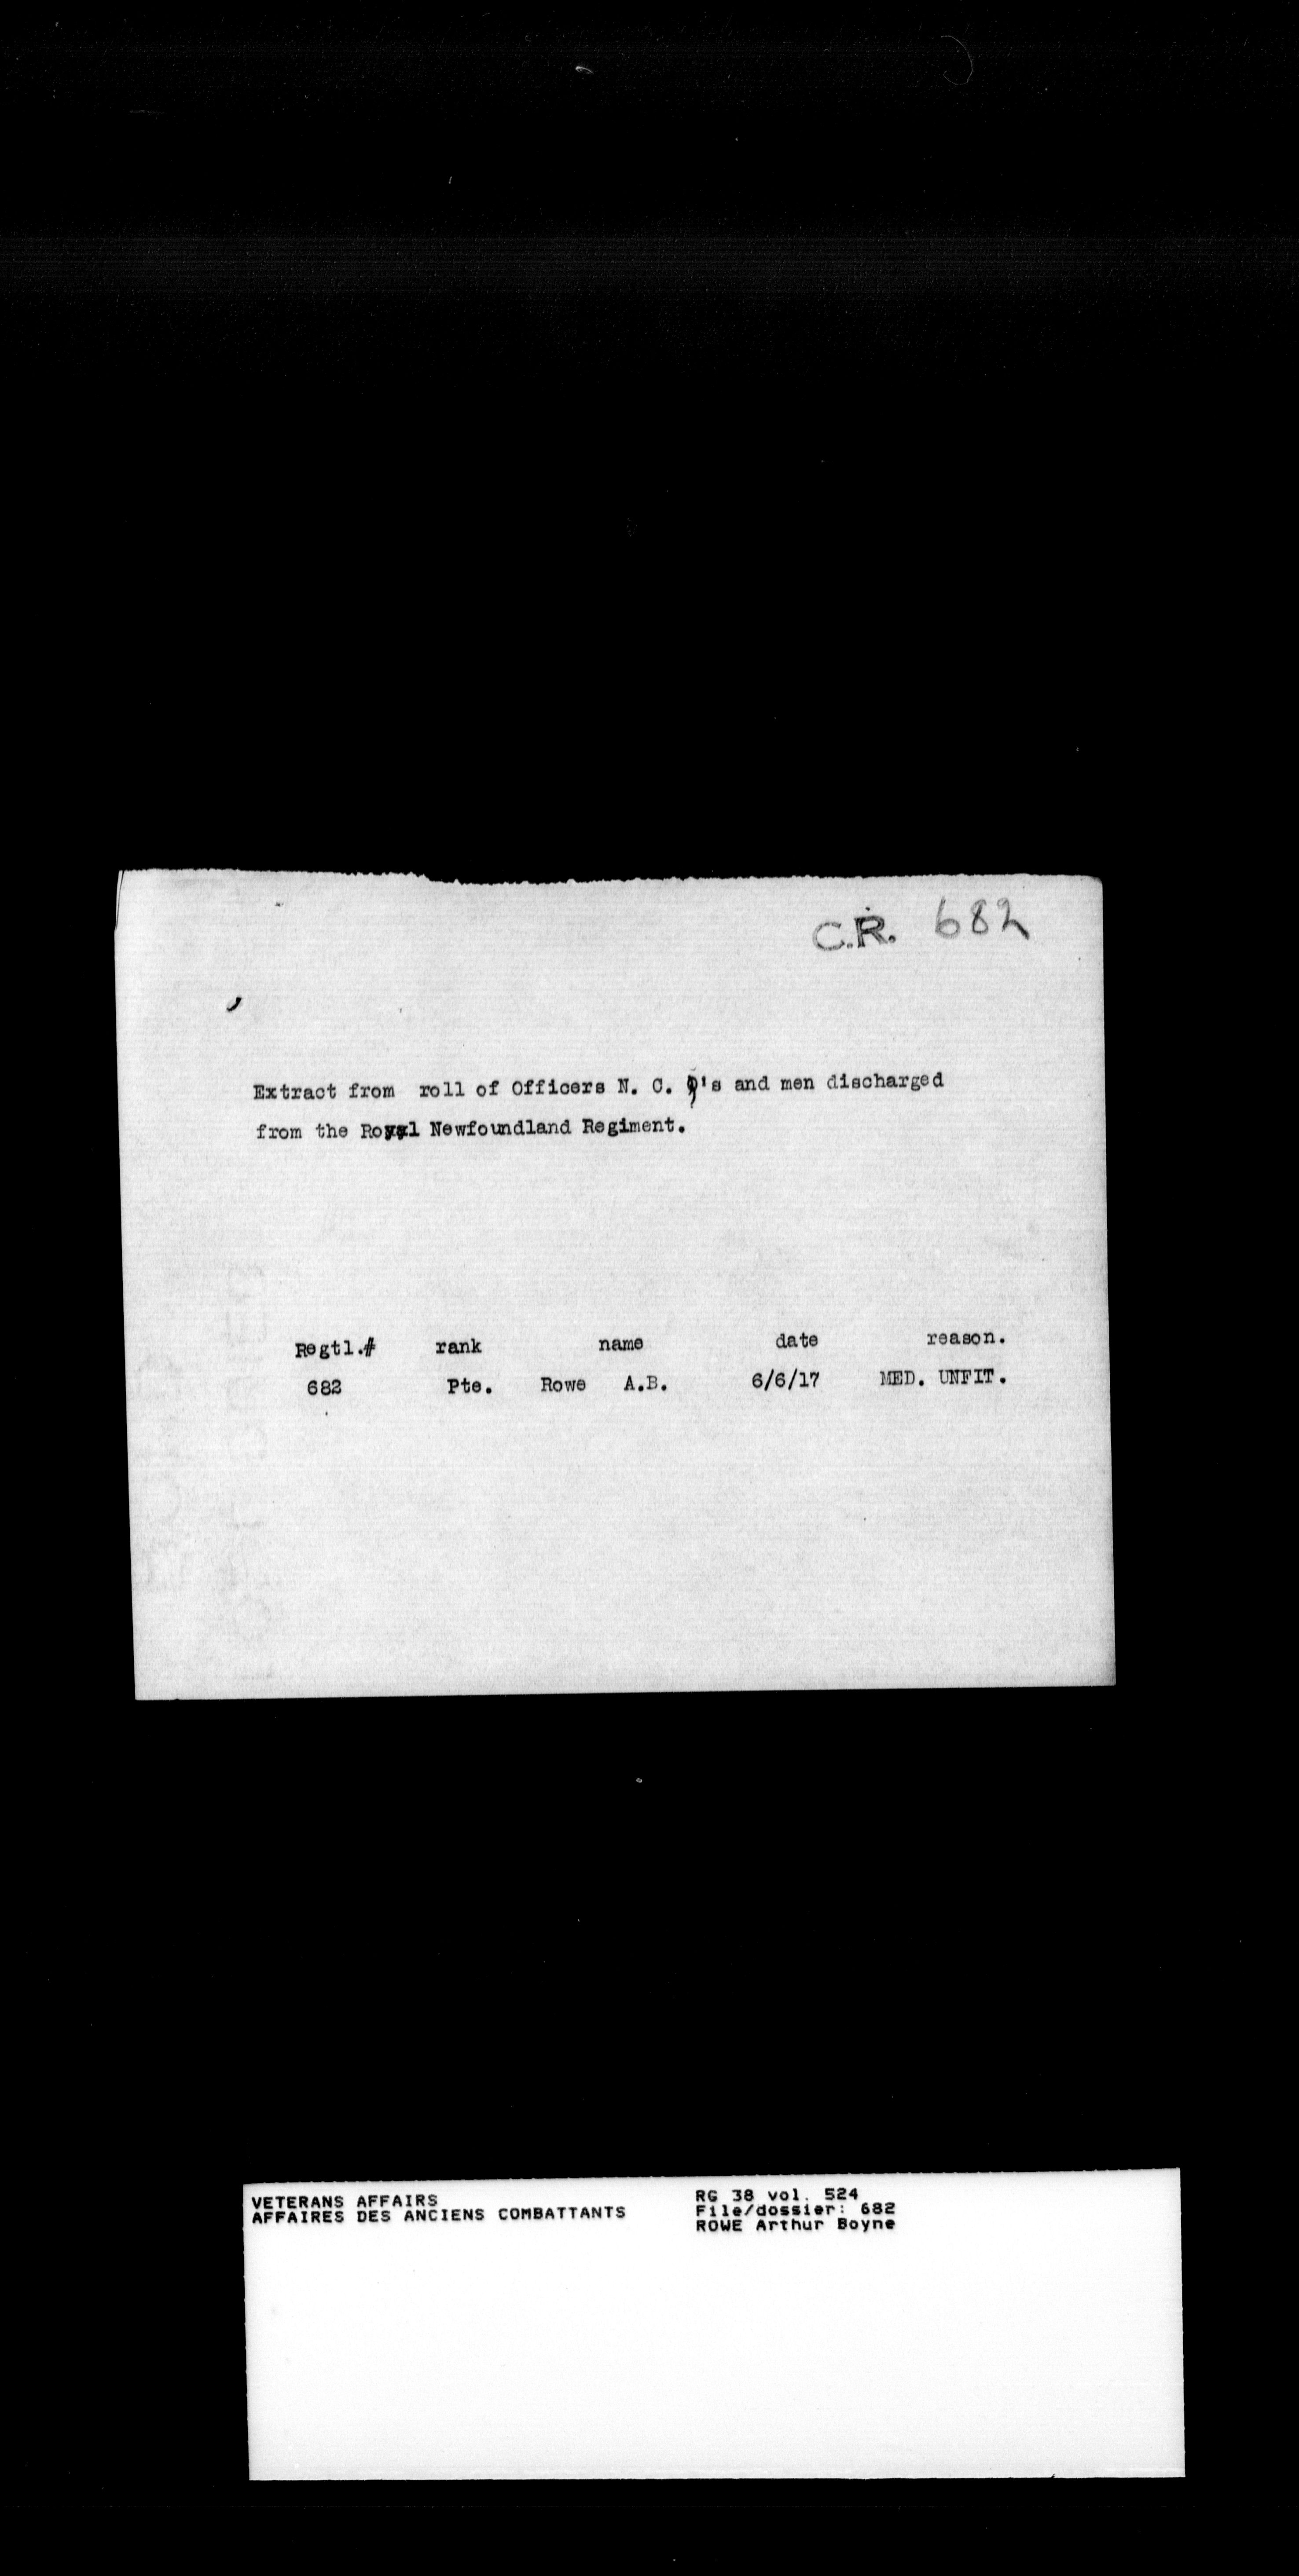 C.R. 682
Extract from roll of Officers N. C. O's and men discharged
from the Royal Newfoundland Regiment.
Regtl.# rank name date reason.
682 Pte. Rowe A.B. 6/6/17 MED. UNFIT.
VETERANS AFFAIRS
AFFAIRES DES ANCIENS COMBATTANTS
RG 38 vol. 524
File/dossier: 682
ROWE Arthur Boyne